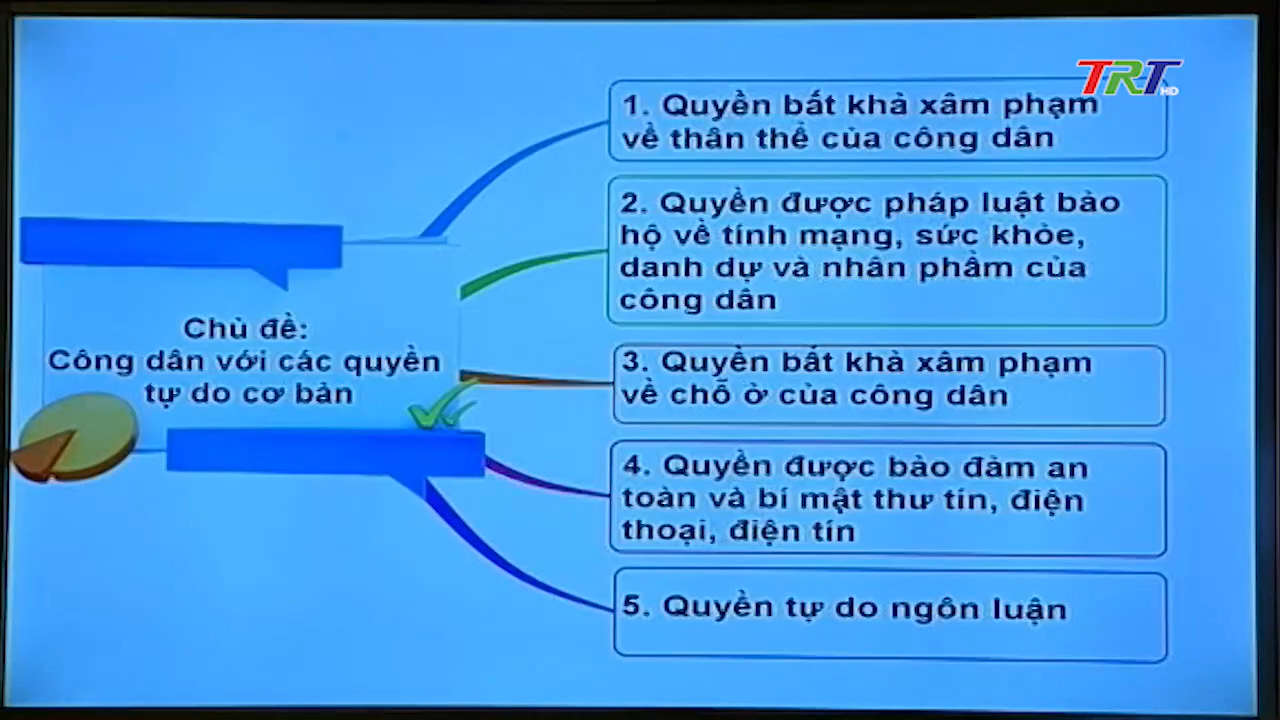 TRT HD
1. Quyền bất khả xâm phạm
về thân thể của công dân
2. Quyền được pháp luật bảo
hộ về tính mạng, sức khỏe,
danh dự và nhân phẩm của
công dân
Chủ đề:
Công dân với các quyền
tự do cơ bản
3. Quyền bất khả xâm phạm
về chỗ ở của công dân
4. Quyền được bảo đảm an
toàn và bí mật thư tín, điện
thoại, điện tín
5. Quyền tự do ngôn luận